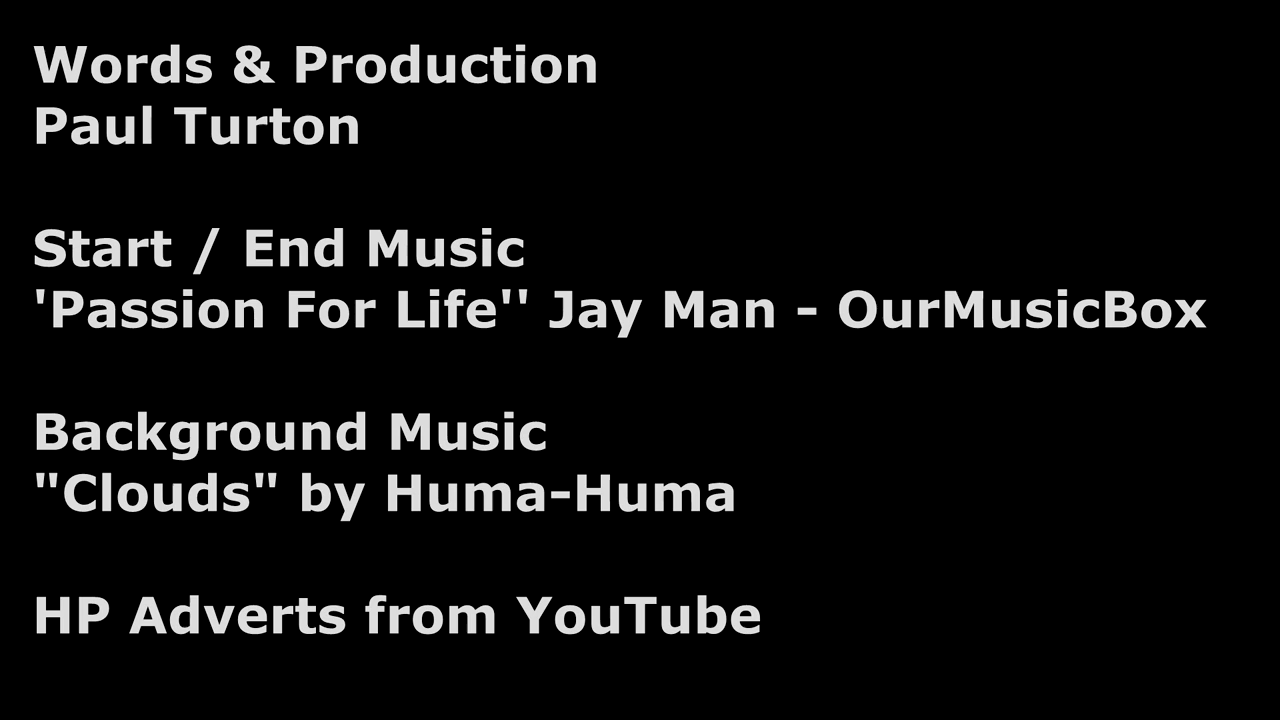 Words & Production
Paul Turton
Start / End Music
'Passion For Life'' Jay Man - OurMusicBox
Background Music
"Clouds" by Huma-Huma
HP Adverts from YouTube